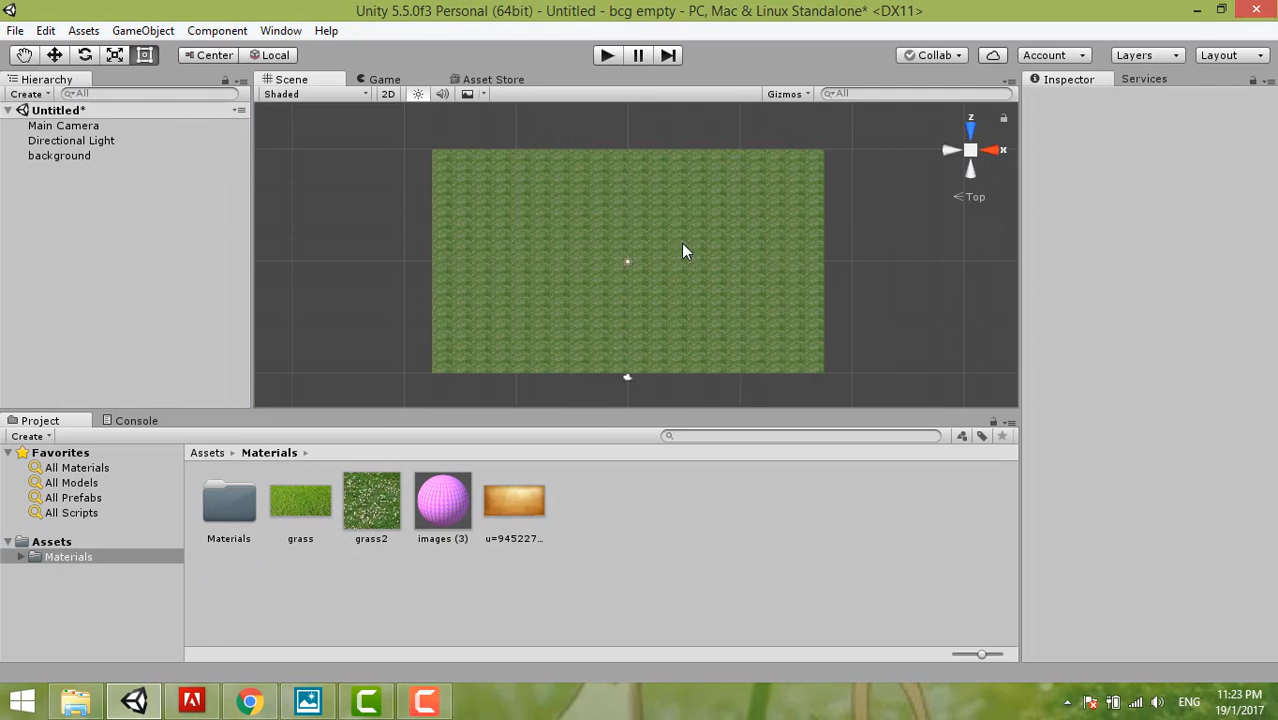 Unity 5.5.0f3 Personal (64bit) - Untitled - bcg empty - PC, Mac & Linux Standalone* <DX11>
File Edit Assets GameObject Component Window Help
Center Local Collab Account Layers Layout
Hierarchy Scene Game Asset Store Inspector Services
Create All Shaded 2D Gizmos All
Untitled*
Main Camera
Directional Light
background
z
x
Top
Project Console
Create
Favorites
All Materials
All Models
All Prefabs
All Scripts
Assets
Materials
Assets Materials
Materials grass grass2 images (3) u=945227...
ENG
11:23 PM
19/1/2017